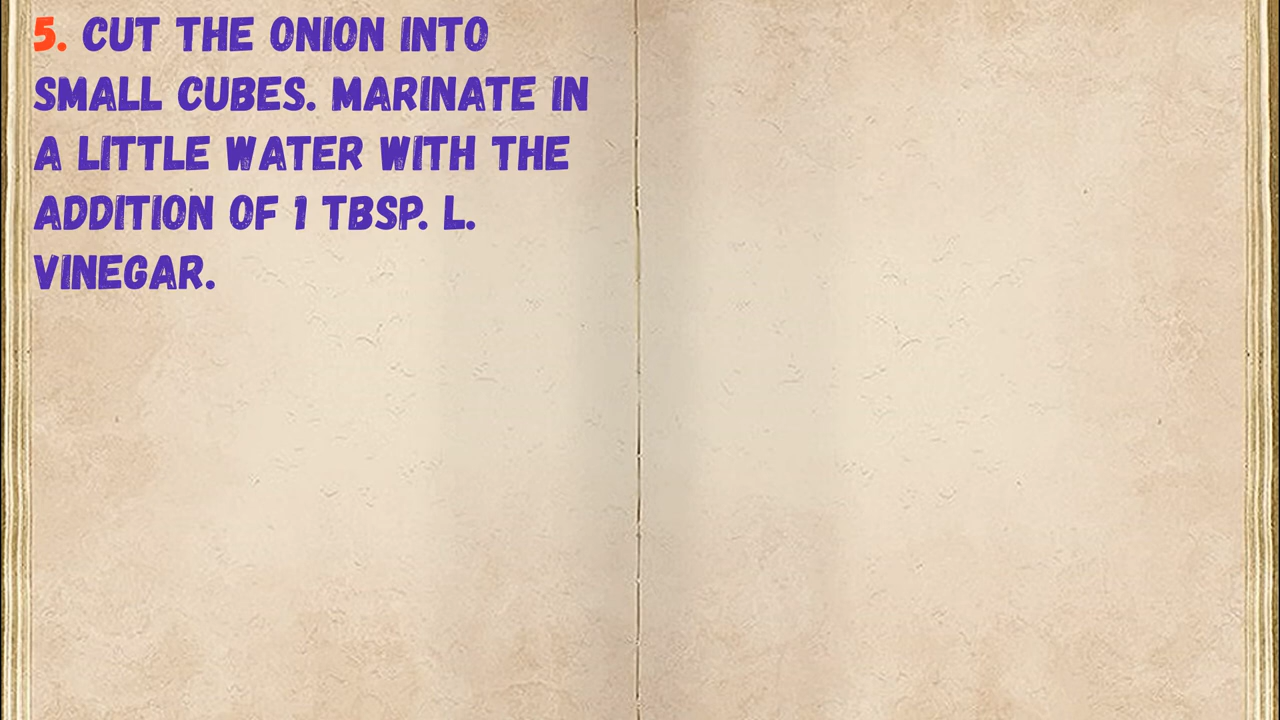 5. CUT THE ONION INTO
SMALL CUBES. MARINATE IN
A LITTLE WATER WITH THE
ADDITION OF 1 TBSP. L.
VINEGAR.